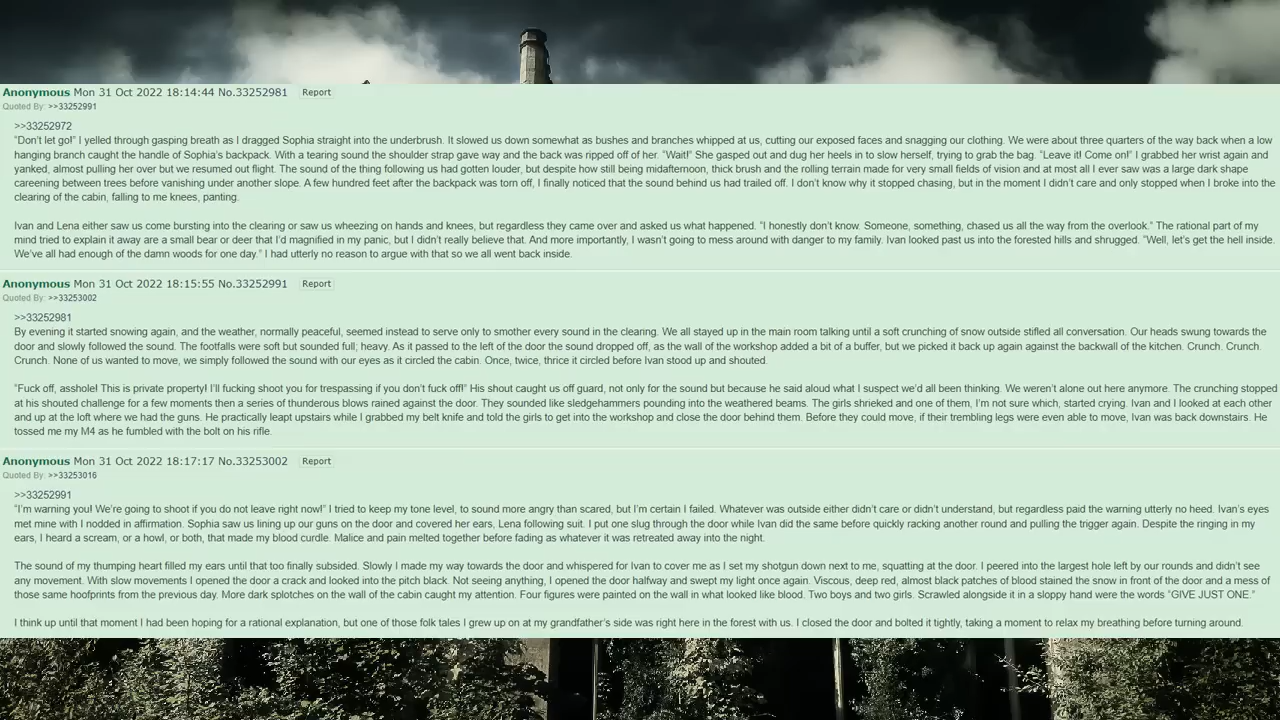 Anonymous Mon 31 Oct 2022 18:14:44 No.33252981 Report
Quoted By: >>33252991
>>33252972
"Don't let go!" I yelled through gasping breath as I dragged Sophia straight into the underbrush. It slowed us down somewhat as bushes and branches whipped at us, cutting our exposed faces and snagging our clothing. We were about three quarters of the way back when a low
hanging branch caught the handle of Sophia's backpack. With a tearing sound the shoulder strap gave way and the back was ripped off of her. "Wait!" She gasped out and dug her heels in to slow herself, trying to grab the bag. "Leave it! Come on!" I grabbed her wrist again and
yanked, almost pulling her over but we resumed out flight. The sound of the thing following us had gotten louder, but despite how still being midafternoon, thick brush and the rolling terrain made for very small fields of vision and at most all I ever saw was a large dark shape
careening between trees before vanishing under another slope. A few hundred feet after the backpack was torn off, I finally noticed that the sound behind us had trailed off. I don't know why it stopped chasing, but in the moment I didn't care and only stopped when I broke into the
clearing of the cabin, falling to me knees, panting.
Ivan and Lena either saw us come bursting into the clearing or saw us wheezing on hands and knees, but regardless they came over and asked us what happened. "I honestly don't know. Someone, something, chased us all the way from the overlook." The rational part of my
mind tried to explain it away are a small bear or deer that I'd magnified in my panic, but I didn't really believe that. And more importantly, I wasn't going to mess around with danger to my family. Ivan looked past us into the forested hills and shrugged. "Well, let's get the hell inside.
We've all had enough of the damn woods for one day." I had utterly no reason to argue with that so we all went back inside.
Anonymous Mon 31 Oct 2022 18:15:55 No.33252991 Report
Quoted By: >>33253002
>>33252981
By evening it started snowing again, and the weather, normally peaceful, seemed instead to serve only to smother every sound in the clearing. We all stayed up in the main room talking until a soft crunching of snow outside stifled all conversation. Our heads swung towards the
door and slowly followed the sound. The footfalls were soft but sounded full; heavy. As it passed to the left of the door the sound dropped off, as the wall of the workshop added a bit of a buffer, but we picked it back up again against the backwall of the kitchen. Crunch. Crunch.
Crunch. None of us wanted to move, we simply followed the sound with our eyes as it circled the cabin. Once, twice, thrice it circled before Ivan stood up and shouted.
"Fuck off, asshole! This is private property! I'll fucking shoot you for trespassing if you don't fuck off!" His shout caught us off guard, not only for the sound but because he said aloud what I suspect we'd all been thinking. We weren't alone out here anymore. The crunching stopped
at his shouted challenge for a few moments then a series of thunderous blows rained against the door. They sounded like sledgehammers pounding into the weathered beams. The girls shrieked and one of them, I'm not sure which, started crying. Ivan and I looked at each other
and up at the loft where we had the guns. He practically leapt upstairs while I grabbed my belt knife and told the girls to get into the workshop and close the door behind them. Before they could move, if their trembling legs were even able to move, Ivan was back downstairs. He
tossed me my M4 as he fumbled with the bolt on his rifle.
Anonymous Mon 31 Oct 2022 18:17:17 No.33253002 Report
Quoted By: >>33253016
>>33252991
"I'm warning you! We're going to shoot if you do not leave right now!" I tried to keep my tone level, to sound more angry than scared, but I'm certain I failed. Whatever was outside either didn't care or didn't understand, but regardless paid the warning utterly no heed. Ivan's eyes
met mine with I nodded in affirmation. Sophia saw us lining up our guns on the door and covered her ears, Lena following suit. I put one slug through the door while Ivan did the same before quickly racking another round and pulling the trigger again. Despite the ringing in my
ears, I heard a scream, or a howl, or both, that made my blood curdle. Malice and pain melted together before fading as whatever it was retreated away into the night.
The sound of my thumping heart filled my ears until that too finally subsided. Slowly I made my way towards the door and whispered for Ivan to cover me as I set my shotgun down next to me, squatting at the door. I peered into the largest hole left by our rounds and didn't see
any movement. With slow movements I opened the door a crack and looked into the pitch black. Not seeing anything, I opened the door halfway and swept my light once again. Viscous, deep red, almost black patches of blood stained the snow in front of the door and a mess of
those same hoofprints from the previous day. More dark splotches on the wall of the cabin caught my attention. Four figures were painted on the wall in what looked like blood. Two boys and two girls. Scrawled alongside it in a sloppy hand were the words "GIVE JUST ONE."
I think up until that moment I had been hoping for a rational explanation, but one of those folk tales I grew up on at my grandfather's side was right here in the forest with us. I closed the door and bolted it tightly, taking a moment to relax my breathing before turning around.